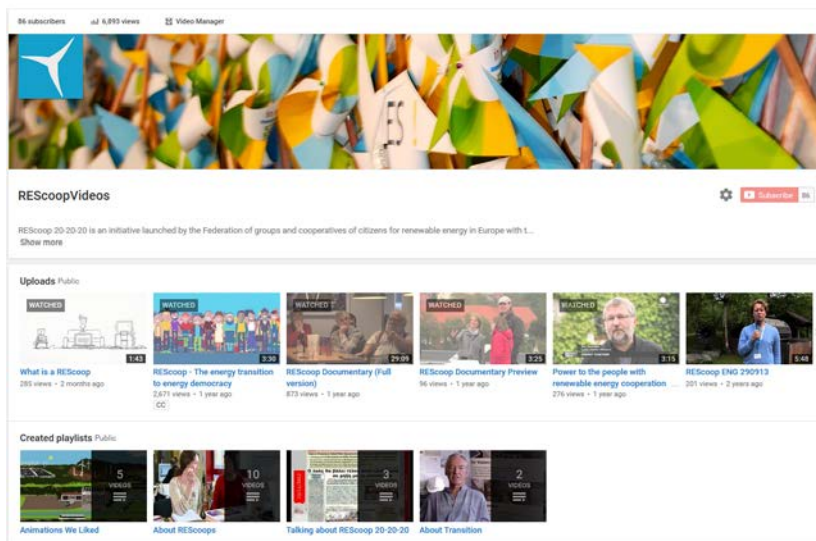 86 subscribers 6,893 views Video Manager
REScoopVideos
Subscribe 86
REScoop 20-20-20 is an initiative launched by the Federation of groups and cooperatives of citizens for renewable energy in Europe with t...
Show more
Uploads Public
WATCHED WATCHED WATCHED WATCHED WATCHED
1:43 3:30 29:09 3:25 3:15 5:48
What is a REScoop
285 views • 2 months ago
REScoop - The energy transition
to energy democracy
2,671 views • 1 year ago
CC
REScoop Documentary (Full
version)
873 views • 1 year ago
REScoop Documentary Preview
96 views • 1 year ago
Power to the people with
renewable energy cooperation ...
276 views • 1 year ago
REScoop ENG 290913
201 views • 2 years ago
Created playlists Public
5
VIDEOS
10
VIDEOS
3
VIDEOS
2
VIDEOS
Animations We Liked
About REScoops
Talking about REScoop 20-20-20
About Transition